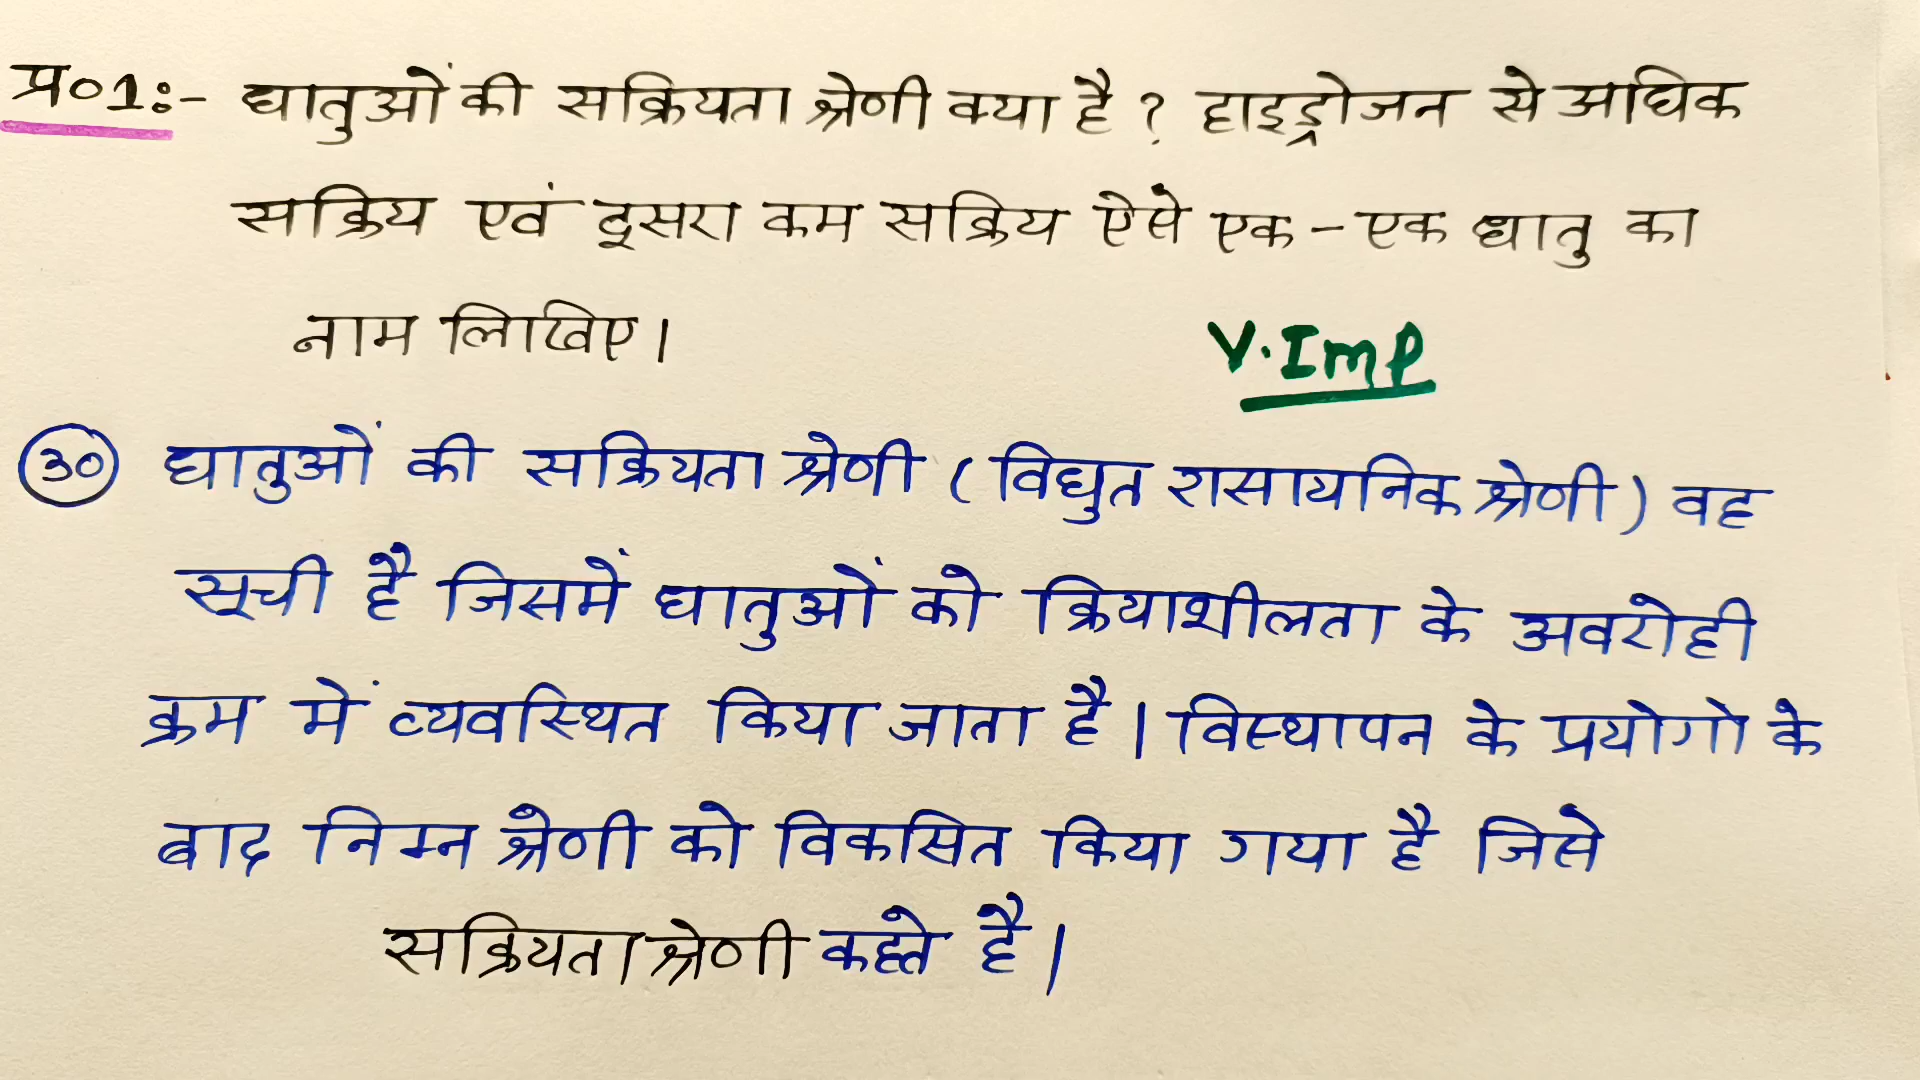 प्र०1:- धातुओं की सक्रियता श्रेणी क्या है ? हाइड्रोजन से अधिक
सक्रिय एवं दूसरा कम सक्रिय ऐसे एक-एक धातु का
नाम लिखिए।
V.Imp
उ० धातुओं की सक्रियता श्रेणी (विधुत रासायनिक श्रेणी) वह
सूची है जिसमें धातुओं को क्रियाशीलता के अवरोही
क्रम में व्यवस्थित किया जाता है। विस्थापन के प्रयोगो के
बाद निम्न श्रेणी को विकसित किया गया है जिसे
सक्रियता श्रेणी कहते है।